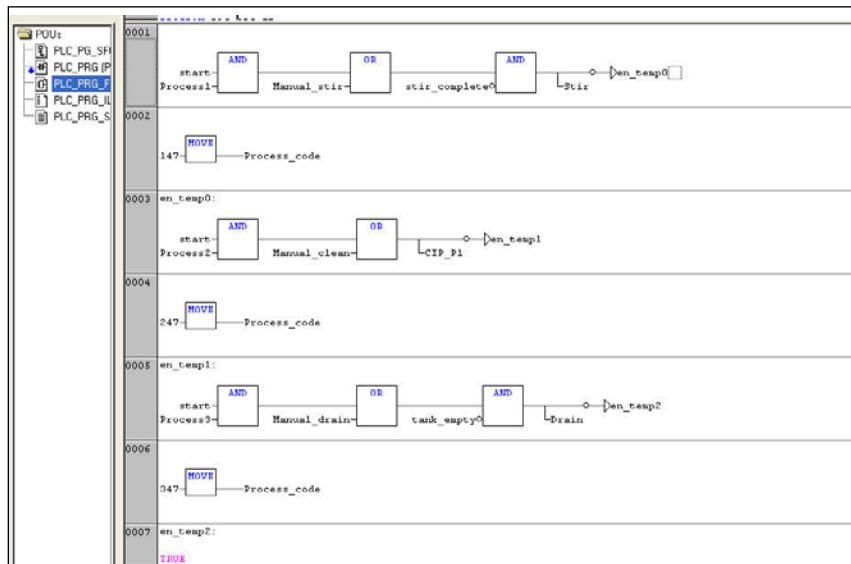 POUs
PLC_PG_SF
PLC_PRG (P
PLC_PRG_F
PLC_PRG_IL
PLC_PRG_S
0001
AND OR AND
start en_temp0
Process1 Manual_stir stir_complete Stir
0002
MOVE
147 Process_code
0003 en_temp0:
AND OR
start en_temp1
Process2 Manual_clean CIP_P1
0004
MOVE
247 Process_code
0005 en_temp1:
AND OR AND
start en_temp2
Process3 Manual_drain tank_empty Drain
0006
MOVE
347 Process_code
0007 en_temp2:
TRUE